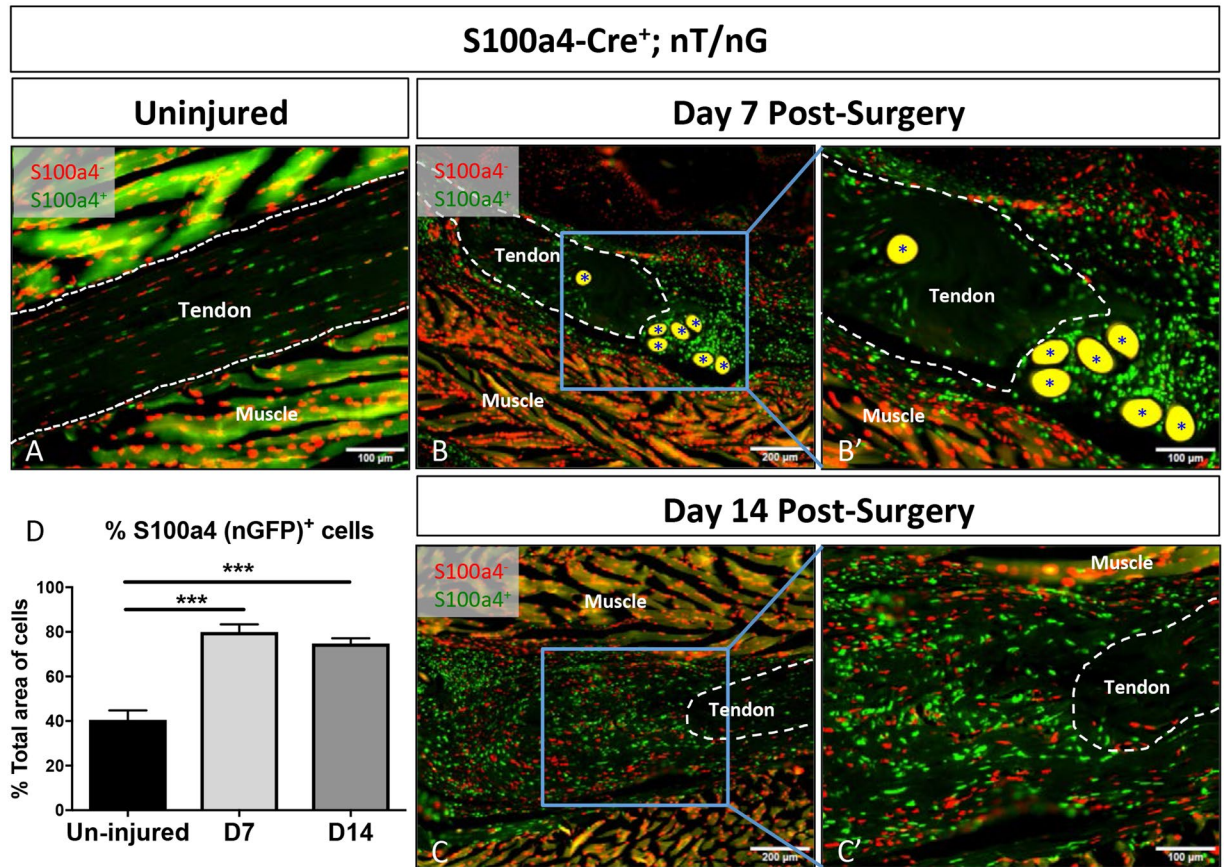 S100a4-Cre⁺; nT/nG
Uninjured
Day 7 Post-Surgery
S100a4⁻
S100a4⁺
Tendon
Muscle
A
100 µm
S100a4⁻
S100a4⁺
Tendon
*
*
*
*
*
*
*
*
Muscle
B
200 µm
*
Tendon
*
*
*
*
*
*
Muscle
B’
100 µm
Day 14 Post-Surgery
S100a4⁻
S100a4⁺
Muscle
Tendon
C
200 µm
Muscle
Tendon
C’
100 µm
D
% S100a4 (nGFP)⁺ cells
% Total area of cells
100
80
60
40
20
0
***
***
Un-injured D7 D14